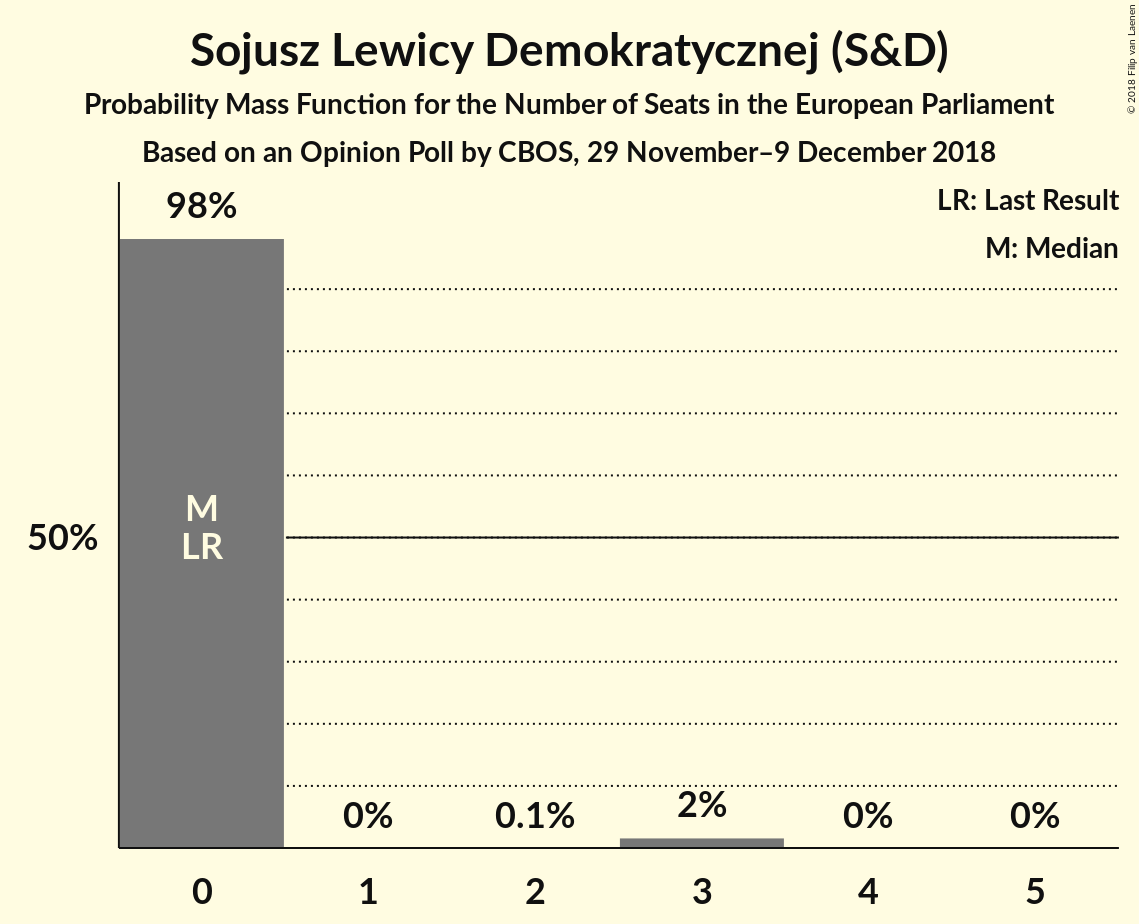 Sojusz Lewicy Demokratycznej (S&D)
Probability Mass Function for the Number of Seats in the European Parliament
Based on an Opinion Poll by CBOS, 29 November–9 December 2018
© 2018 Filip van Laenen
LR: Last Result
M: Median
98%
M
LR
50%
0%
0.1%
2%
0%
0%
0
1
2
3
4
5